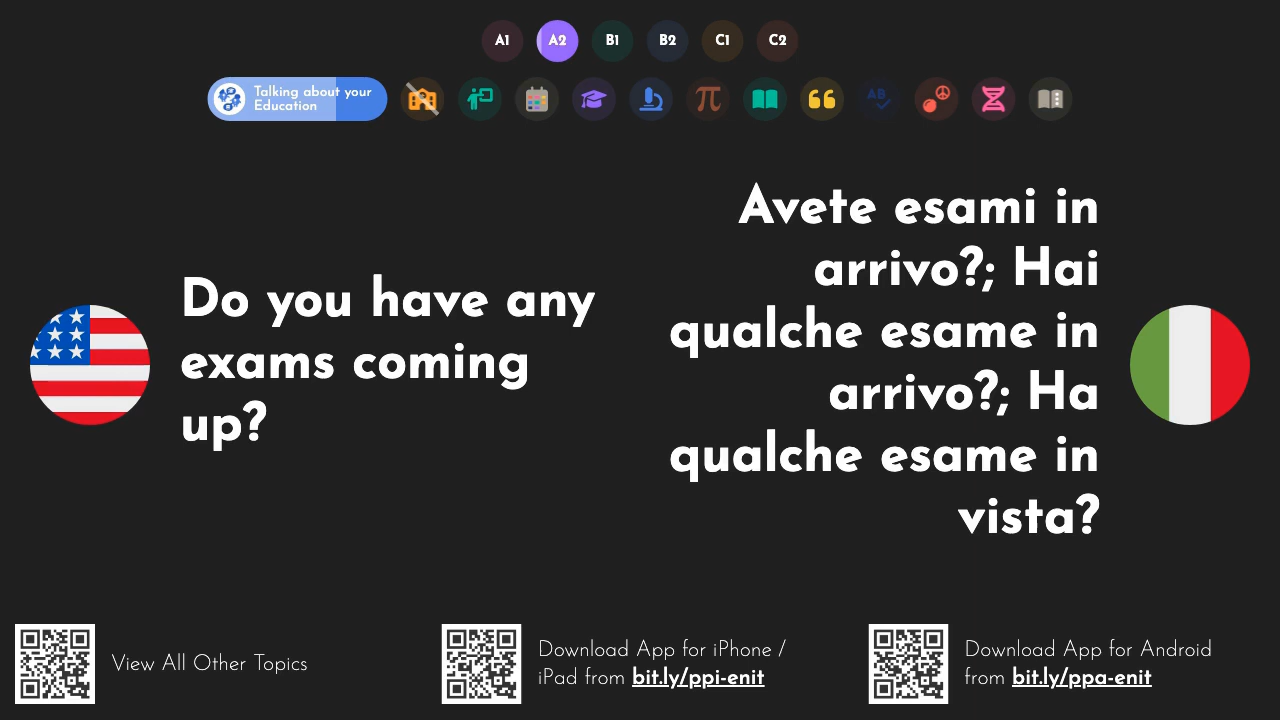 A1 A2 B1 B2 C1 C2
Talking about your
Education
Do you have any
exams coming
up?
Avete esami in
arrivo?; Hai
qualche esame in
arrivo?; Ha
qualche esame in
vista?
View All Other Topics
Download App for iPhone /
iPad from bit.ly/ppi-enit
Download App for Android
from bit.ly/ppa-enit